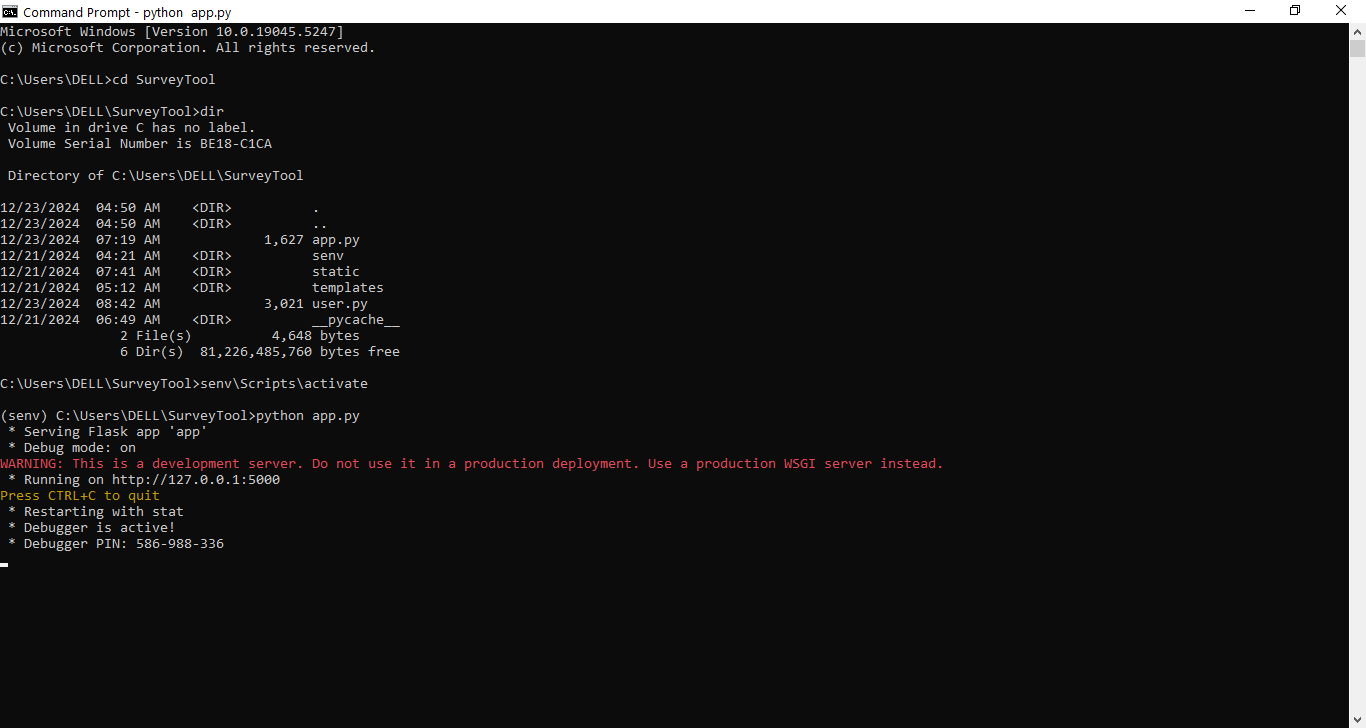 Command Prompt - python  app.py
Microsoft Windows [Version 10.0.19045.5247]
(c) Microsoft Corporation. All rights reserved.
C:\Users\DELL>cd SurveyTool
C:\Users\DELL\SurveyTool>dir
 Volume in drive C has no label.
 Volume Serial Number is BE18-C1CA
 Directory of C:\Users\DELL\SurveyTool
12/23/2024  04:50 AM    <DIR>          .
12/23/2024  04:50 AM    <DIR>          ..
12/23/2024  07:19 AM             1,627 app.py
12/21/2024  04:21 AM    <DIR>          senv
12/21/2024  07:41 AM    <DIR>          static
12/21/2024  05:12 AM    <DIR>          templates
12/23/2024  08:42 AM             3,021 user.py
12/21/2024  06:49 AM    <DIR>          __pycache__
               2 File(s)          4,648 bytes
               6 Dir(s)  81,226,485,760 bytes free
C:\Users\DELL\SurveyTool>senv\Scripts\activate
(senv) C:\Users\DELL\SurveyTool>python app.py
 * Serving Flask app 'app'
 * Debug mode: on
WARNING: This is a development server. Do not use it in a production deployment. Use a production WSGI server instead.
 * Running on http://127.0.0.1:5000
Press CTRL+C to quit
 * Restarting with stat
 * Debugger is active!
 * Debugger PIN: 586-988-336